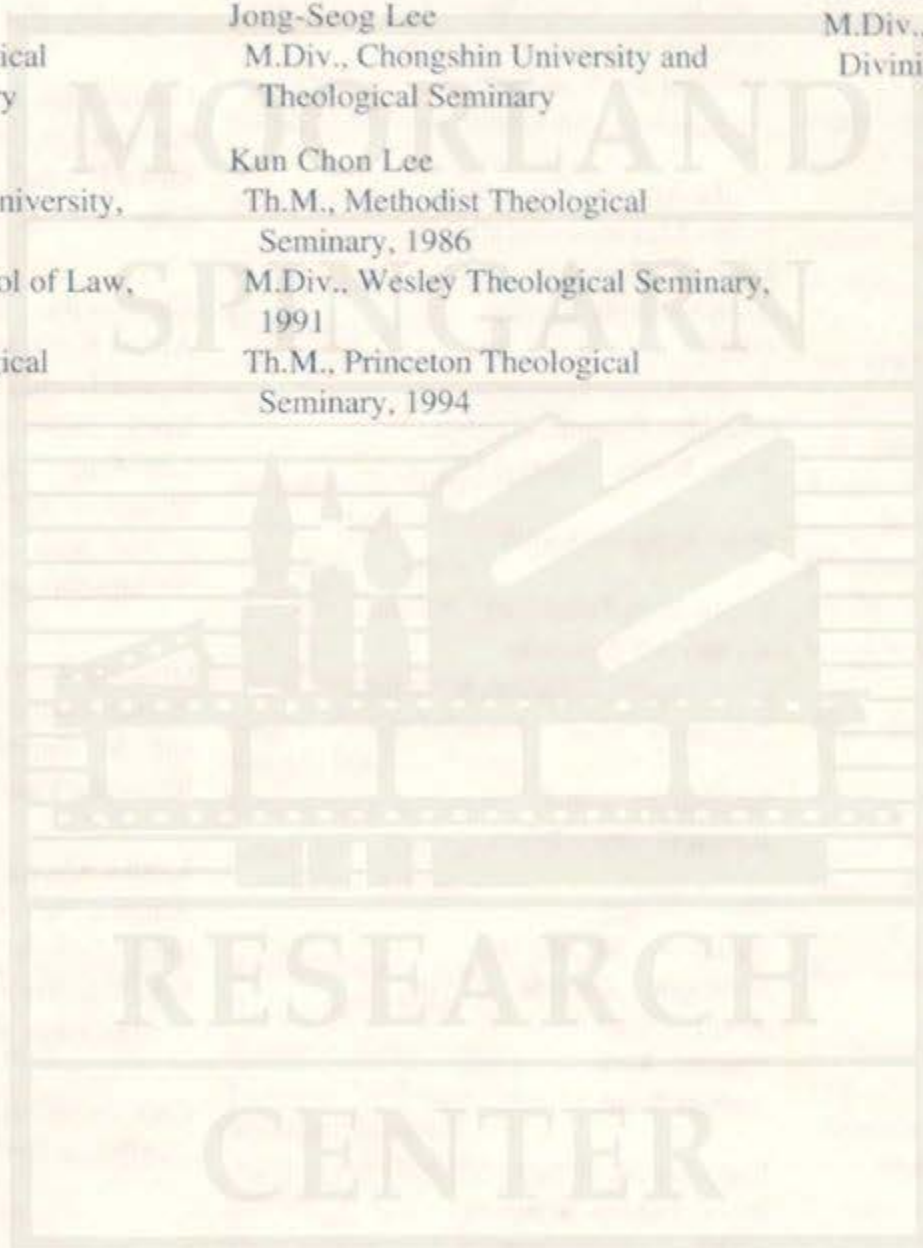 ical
y
niversity,
ol of Law,
ical
Jong-Seog Lee
M.Div., Chongshin University and
Theological Seminary
Kun Chon Lee
Th.M., Methodist Theological
Seminary, 1986
M.Div., Wesley Theological Seminary,
1991
Th.M., Princeton Theological
Seminary, 1994
M.Div.,
Divini
MOORLAND
SPINGARN
RESEARCH
CENTER